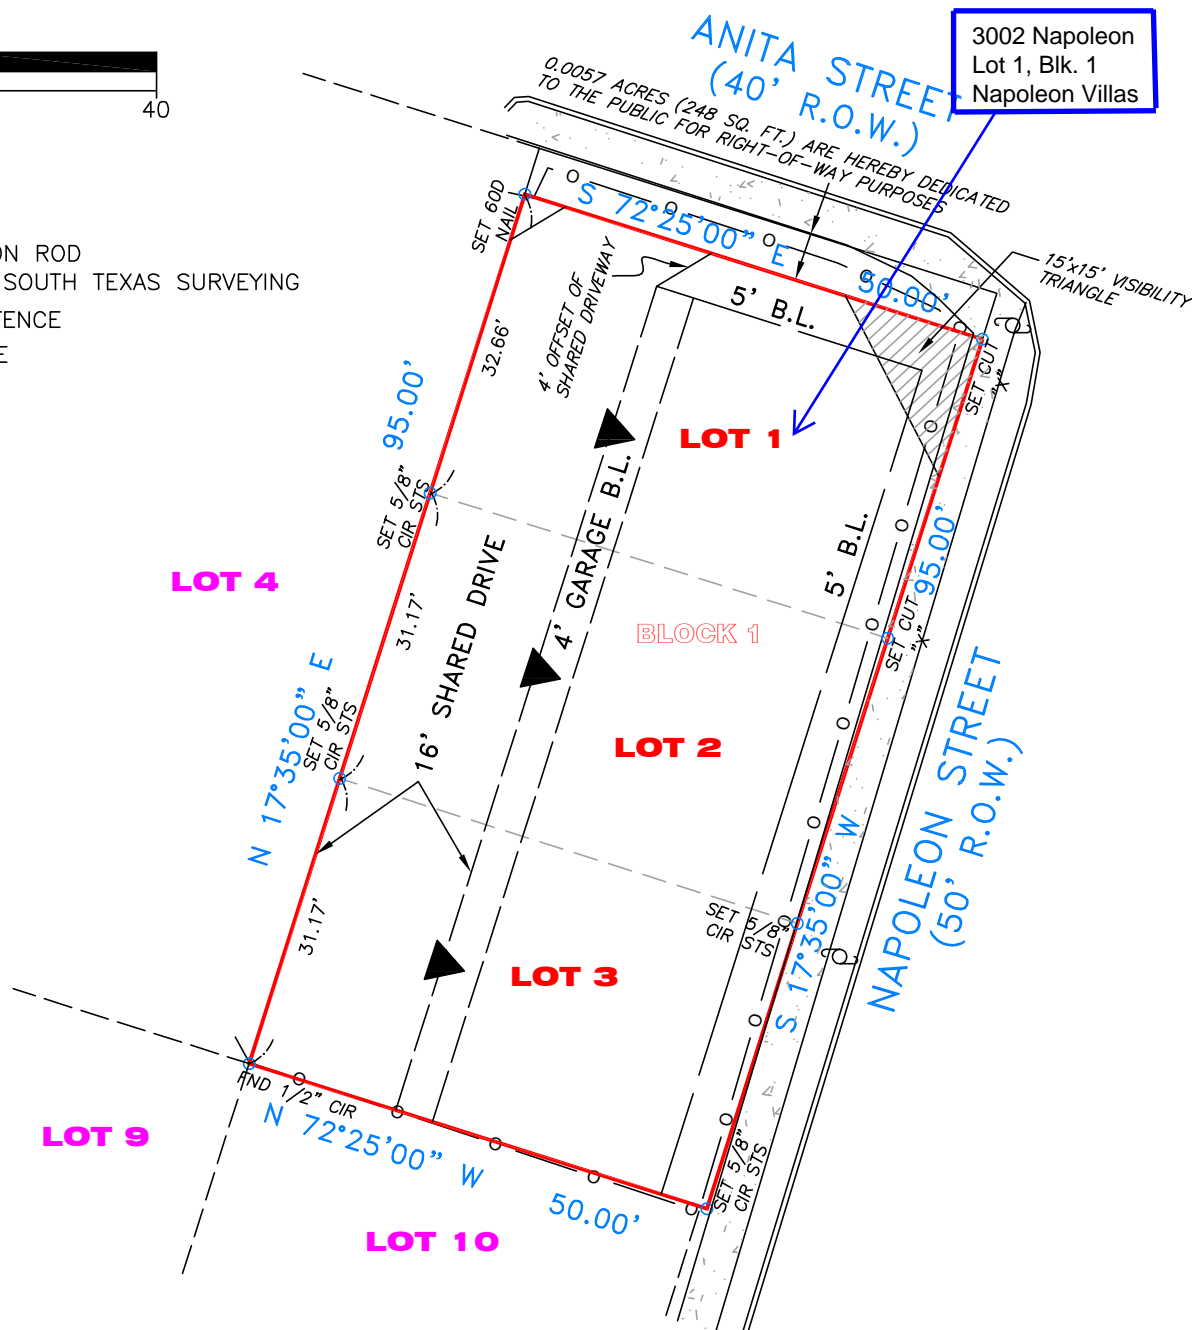 3002 Napoleon
Lot 1, Blk. 1
Napoleon Villas
ANITA STREET
(40' R.O.W.)
40
0.0057 ACRES (248 SQ. FT.) ARE HEREBY DEDICATED
TO THE PUBLIC FOR RIGHT-OF-WAY PURPOSES
SET 60D
NAIL
S 72°25'00" E
50.00'
15'x15' VISIBILITY
TRIANGLE
ON ROD
SOUTH TEXAS SURVEYING
FENCE
E
4' OFFSET OF
SHARED DRIVEWAY
5' B.L.
SET CUT
"X"
32.66'
95.00'
LOT 1
SET 5/8"
CIR STS
4' GARAGE B.L.
5' B.L.
95.00'
LOT 4
31.17'
16' SHARED DRIVE
BLOCK 1
SET CUT
"X"
N 17°35'00" E
SET 5/8"
CIR STS
LOT 2
NAPOLEON STREET
(50' R.O.W.)
S 17°35'00" W
31.17'
SET 5/8"
CIR STS
LOT 3
FND 1/2" CIR
N 72°25'00" W
50.00'
SET 5/8"
CIR STS
LOT 9
LOT 10